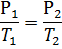 P₁/T₁ = P₂/T₂